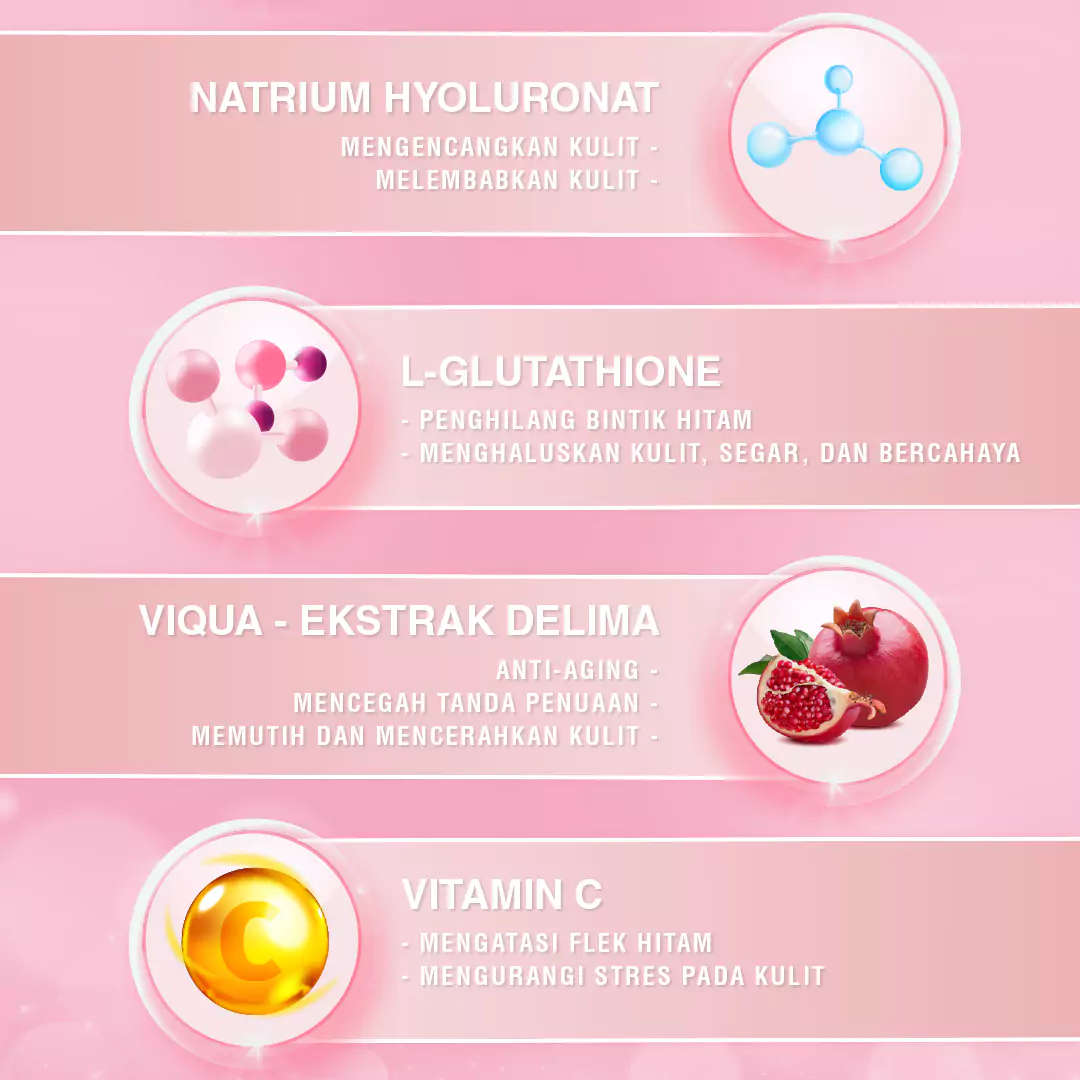 NATRIUM HYOLURONAT
MENGENCANGKAN KULIT -
MELEMBABKAN KULIT -
L-GLUTATHIONE
- PENGHILANG BINTIK HITAM
- MENGHALUSKAN KULIT, SEGAR, DAN BERCAHAYA
VIQUA - EKSTRAK DELIMA
ANTI-AGING -
MENCEGAH TANDA PENUAAN -
MEMUTIH DAN MENCERAHKAN KULIT -
C
VITAMIN C
- MENGATASI FLEK HITAM
- MENGURANGI STRES PADA KULIT